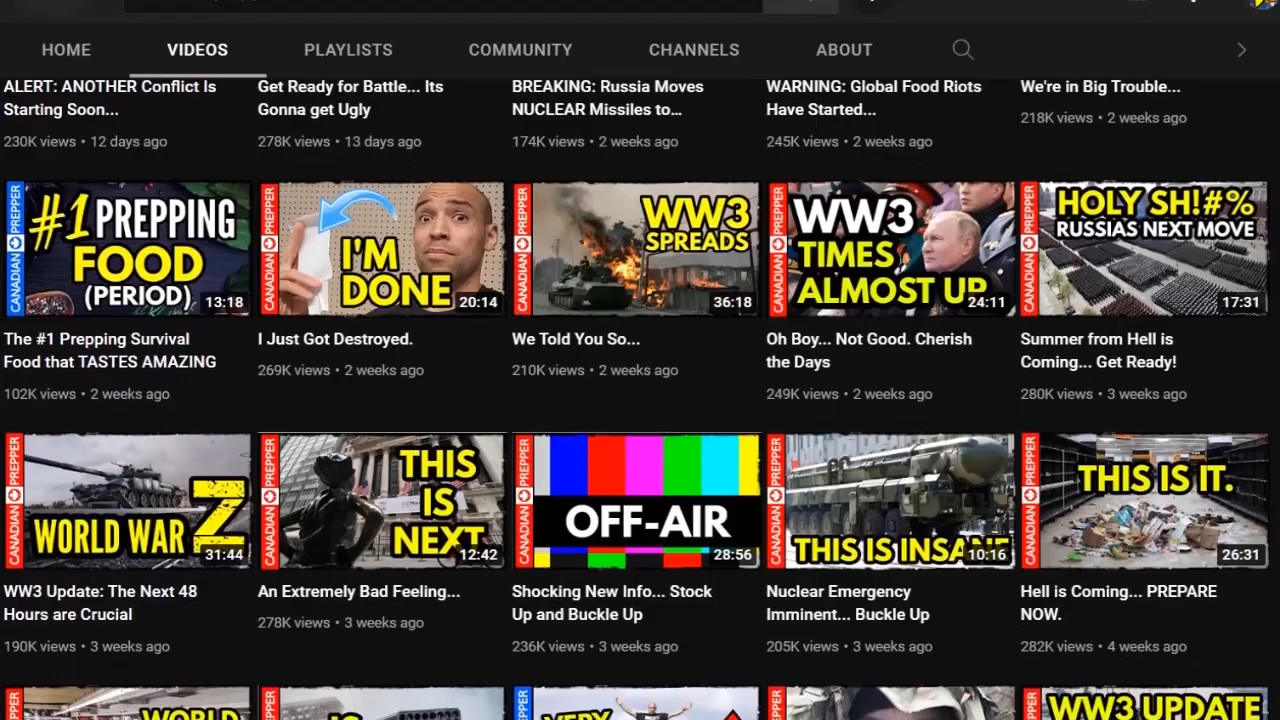 HOME VIDEOS PLAYLISTS COMMUNITY CHANNELS ABOUT
ALERT: ANOTHER Conflict Is
Starting Soon...
230K views • 12 days ago
Get Ready for Battle... Its
Gonna get Ugly
278K views • 13 days ago
BREAKING: Russia Moves
NUCLEAR Missiles to...
174K views • 2 weeks ago
WARNING: Global Food Riots
Have Started...
245K views • 2 weeks ago
We're in Big Trouble...
218K views • 2 weeks ago
CANADIAN PREPPER
#1 PREPPING
FOOD
(PERIOD)
13:18
The #1 Prepping Survival
Food that TASTES AMAZING
102K views • 2 weeks ago
CANADIAN PREPPER
I'M
DONE
20:14
I Just Got Destroyed.
269K views • 2 weeks ago
CANADIAN PREPPER
WW3
SPREADS
36:18
We Told You So...
210K views • 2 weeks ago
CANADIAN PREPPER
WW3
TIMES
ALMOST UP
24:11
Oh Boy... Not Good. Cherish
the Days
249K views • 2 weeks ago
CANADIAN PREPPER
HOLY SH!#%
RUSSIAS NEXT MOVE
17:31
Summer from Hell is
Coming... Get Ready!
280K views • 3 weeks ago
CANADIAN PREPPER
WORLD WAR Z
31:44
WW3 Update: The Next 48
Hours are Crucial
190K views • 3 weeks ago
CANADIAN PREPPER
THIS
IS
NEXT
12:42
An Extremely Bad Feeling...
278K views • 3 weeks ago
CANADIAN PREPPER
OFF-AIR
28:56
Shocking New Info... Stock
Up and Buckle Up
236K views • 3 weeks ago
CANADIAN PREPPER
THIS IS INSANE
10:16
Nuclear Emergency
Imminent... Buckle Up
205K views • 3 weeks ago
CANADIAN PREPPER
THIS IS IT.
26:31
Hell is Coming... PREPARE
NOW.
282K views • 4 weeks ago
PREPPER
WORLD
PREPPER
IS
PREPPER
VERY
PREPPER
PREPPER
WW3 UPDATE